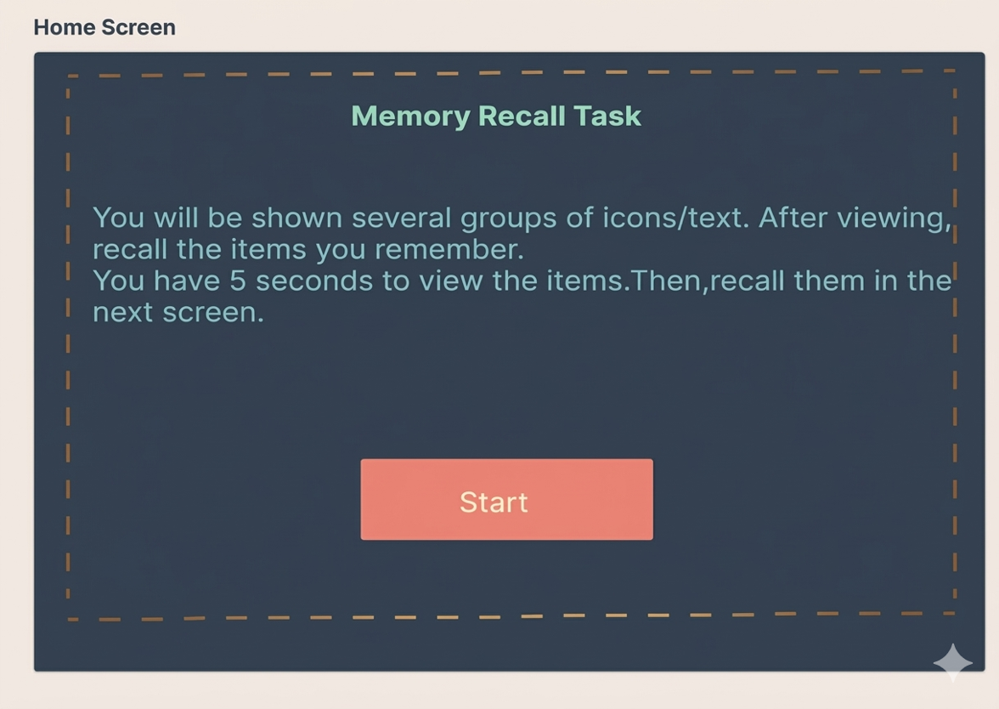 Home Screen
Memory Recall Task
You will be shown several groups of icons/text. After viewing,
recall the items you remember.
You have 5 seconds to view the items.Then,recall them in the
next screen.
Start